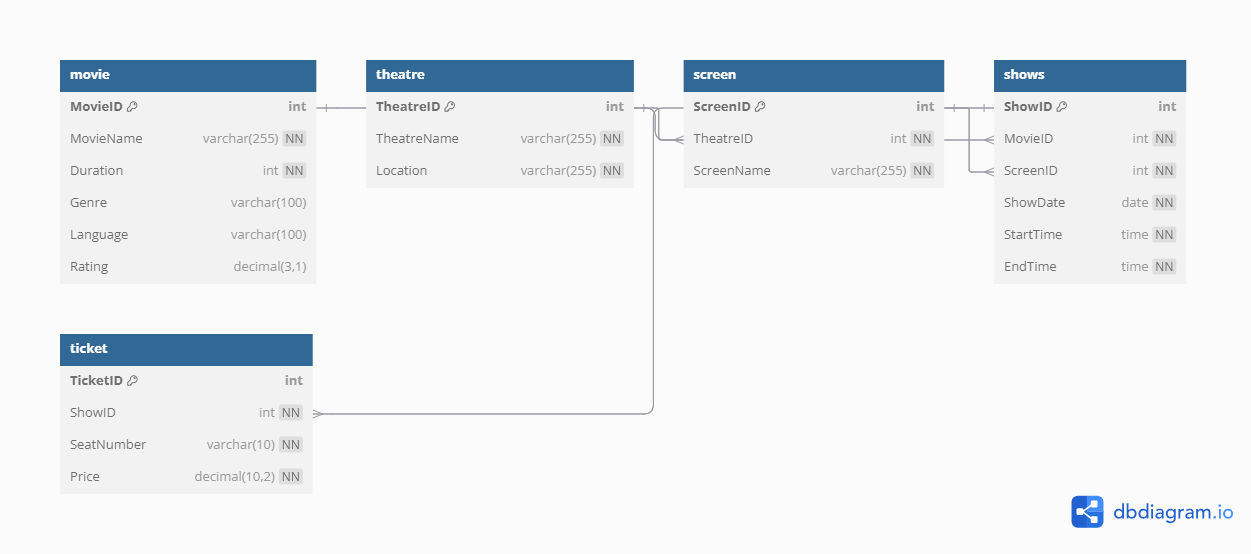 movie
MovieID int
MovieName varchar(255) NN
Duration int NN
Genre varchar(100)
Language varchar(100)
Rating decimal(3,1)
theatre
TheatreID int
TheatreName varchar(255) NN
Location varchar(255) NN
screen
ScreenID int
TheatreID int NN
ScreenName varchar(255) NN
shows
ShowID int
MovieID int NN
ScreenID int NN
ShowDate date NN
StartTime time NN
EndTime time NN
ticket
TicketID int
ShowID int NN
SeatNumber varchar(10) NN
Price decimal(10,2) NN
dbdiagram.io